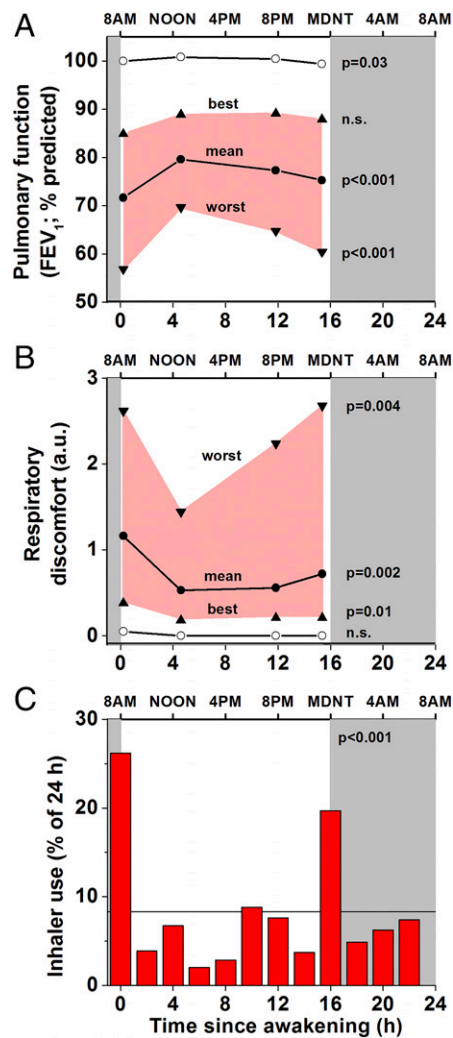 A
8AM NOON 4PM 8PM MDNT 4AM 8AM
Pulmonary function
(FEV1; % predicted)
100
90
80
70
60
50
best
mean
worst
p=0.03
n.s.
p<0.001
p<0.001
0 4 8 12 16 20 24
B
8AM NOON 4PM 8PM MDNT 4AM 8AM
Respiratory
discomfort (a.u.)
3
2
1
0
worst
mean
best
p=0.004
p=0.002
p=0.01
n.s.
0 4 8 12 16 20 24
C
8AM NOON 4PM 8PM MDNT 4AM 8AM
Inhaler use (% of 24 h)
30
20
10
0
p<0.001
0 4 8 12 16 20 24
Time since awakening (h)